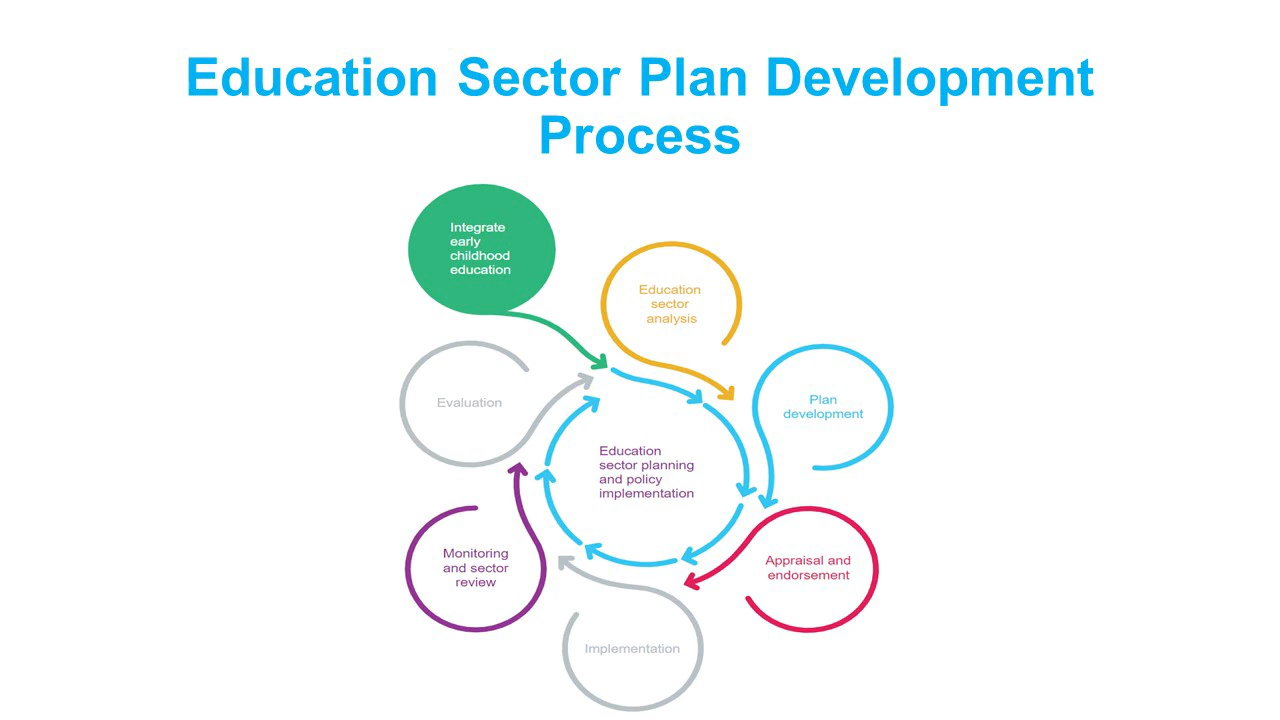 Education Sector Plan Development
Process
Integrate
early
childhood
education
Education
sector
analysis
Plan
development
Evaluation
Education
sector planning
and policy
implementation
Monitoring
and sector
review
Appraisal and
endorsement
Implementation